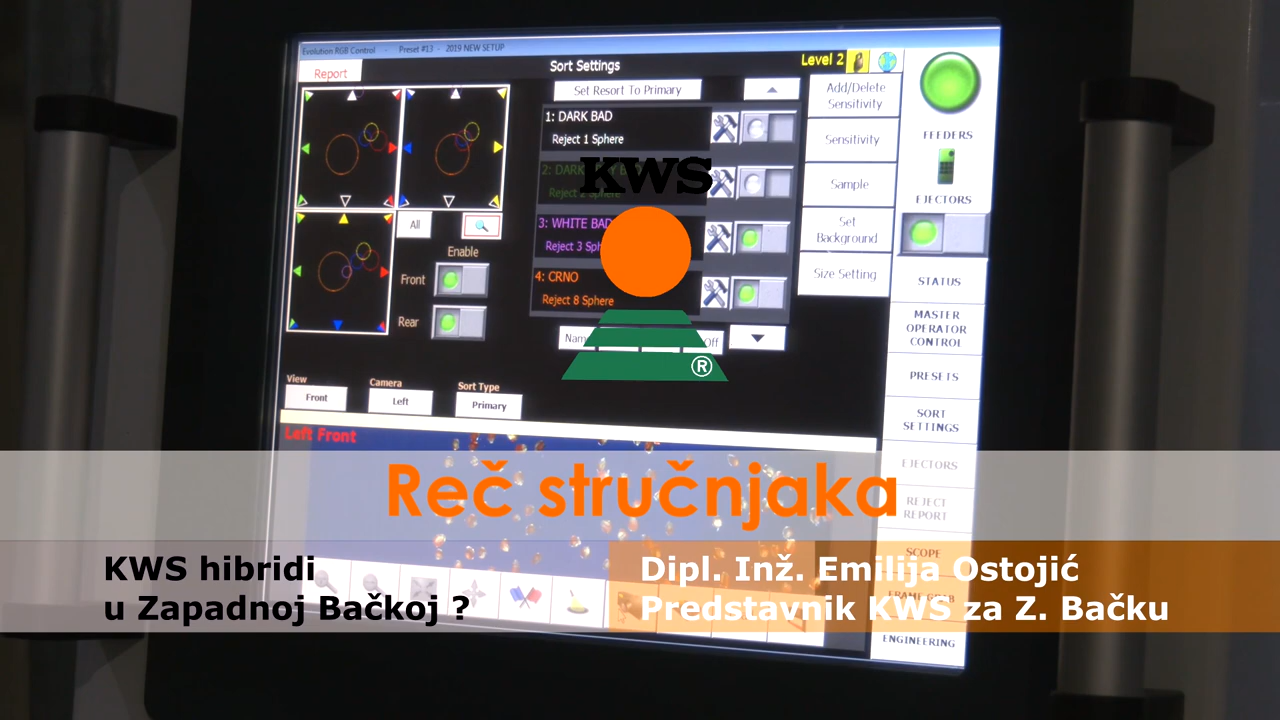 Evolution RGB Control - Preset #13 - 2019 NEW SETUP
Report
Sort Settings
Level 2
Set Resort To Primary
Add/Delete
Sensitivity
1: DARK BAD
Reject 1 Sphere
FEEDERS
Sensitivity
KWS
Sample
EJECTORS
3: WHITE BAD
Reject 3
Set
Background
All
Enable
Front
4: CRNO
Reject 8 Sphere
Size Setting
STATUS
Rear
Off
®
MASTER
OPERATOR
CONTROL
PRESETS
View
Camera
Sort Type
Front
Left
Primary
SORT
SETTINGS
Left Front
EJECTORS
Reč stručnjaka
REJECT
REPORT
SCOPE
KWS hibridi
u Zapadnoj Bačkoj ?
Dipl. Inž. Emilija Ostojić
Predstavnik KWS za Z. Bačku
ENGINEERING